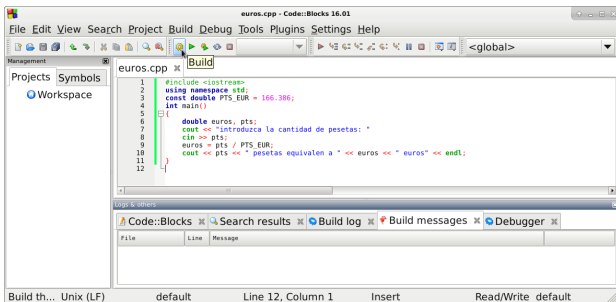 euros.cpp - Code::Blocks 16.01
File Edit View Search Project Build Debug Tools Plugins Settings Help
<global>
Build
Management
Projects Symbols
Workspace
euros.cpp
1 #include <iostream>
2 using namespace std;
3 const double PTS_EUR = 166.386;
4 int main()
5 {
6 double euros, pts;
7 cout << "introduzca la cantidad de pesetas: "
8 cin >> pts;
9 euros = pts / PTS_EUR;
10 cout << pts << " pesetas equivalen a " << euros << " euros" << endl;
11 }
12
Logs & others
Code::Blocks Search results Build log Build messages Debugger
File Line Message
Build th... Unix (LF) default Line 12, Column 1 Insert Read/Write default